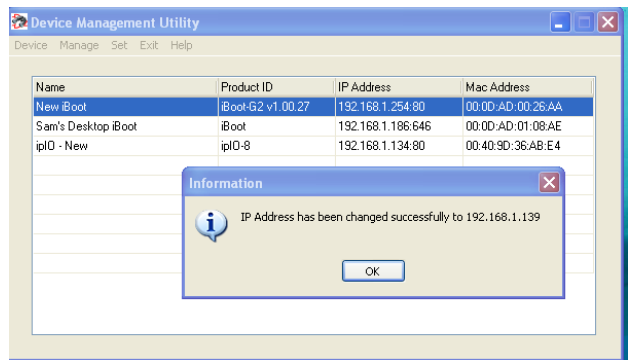 Device Management Utility
Device Manage Set Exit Help
Name Product ID IP Address Mac Address
New iBoot iBoot-G2 v1.00.27 192.168.1.254:80 00:0D:AD:00:26:AA
Sam's Desktop iBoot iBoot 192.168.1.186:646 00:0D:AD:01:08:AE
ipIO - New ipIO-8 192.168.1.134:80 00:40:9D:36:AB:E4
Information
IP Address has been changed successfully to 192.168.1.139
OK